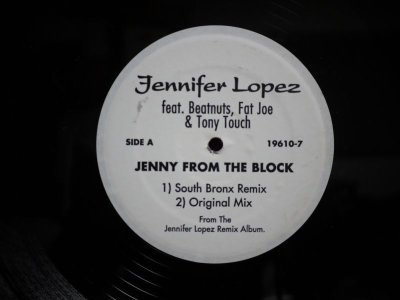 Jennifer Lopez
feat. Beatnuts, Fat Joe
& Tony Touch
SIDE A
19610-7
JENNY FROM THE BLOCK
1) South Bronx Remix
2) Original Mix
From The
Jennifer Lopez Remix Album.